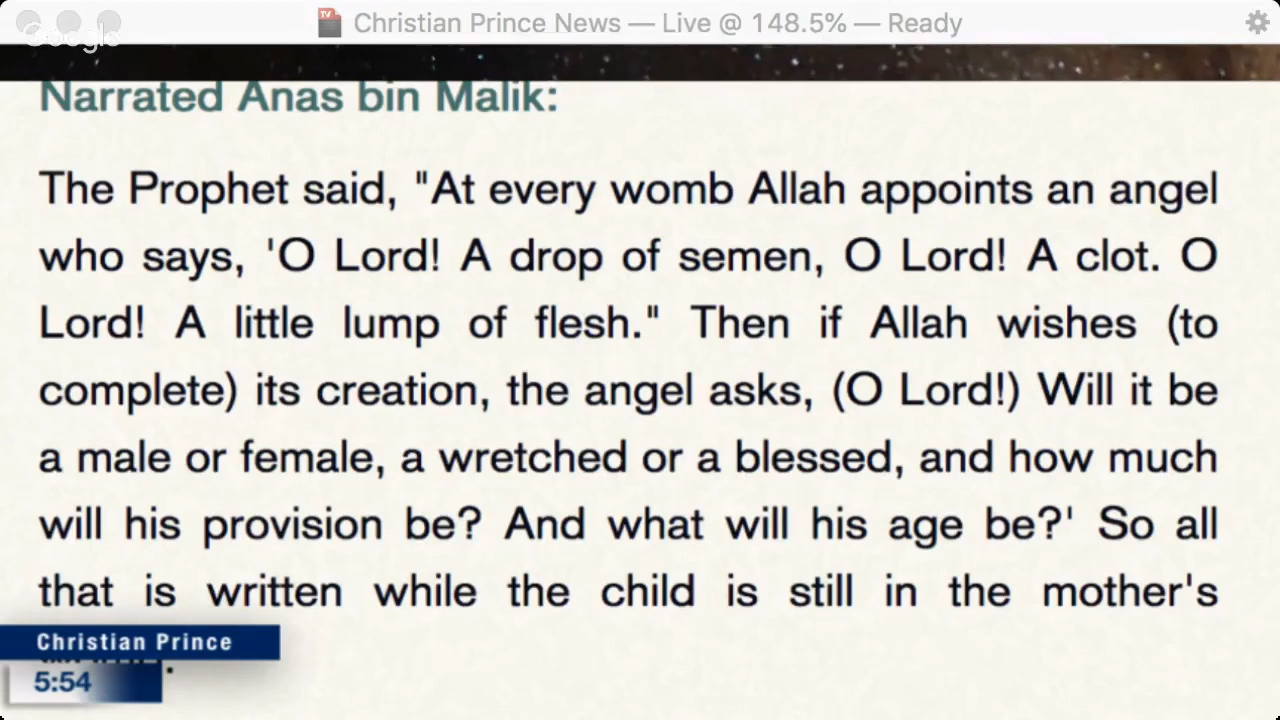 TV Christian Prince News — Live @ 148.5% — Ready
Google
Narrated Anas bin Malik:
The Prophet said, "At every womb Allah appoints an angel
who says, 'O Lord! A drop of semen, O Lord! A clot. O
Lord! A little lump of flesh." Then if Allah wishes (to
complete) its creation, the angel asks, (O Lord!) Will it be
a male or female, a wretched or a blessed, and how much
will his provision be? And what will his age be?' So all
that is written while the child is still in the mother's
Christian Prince
5:54